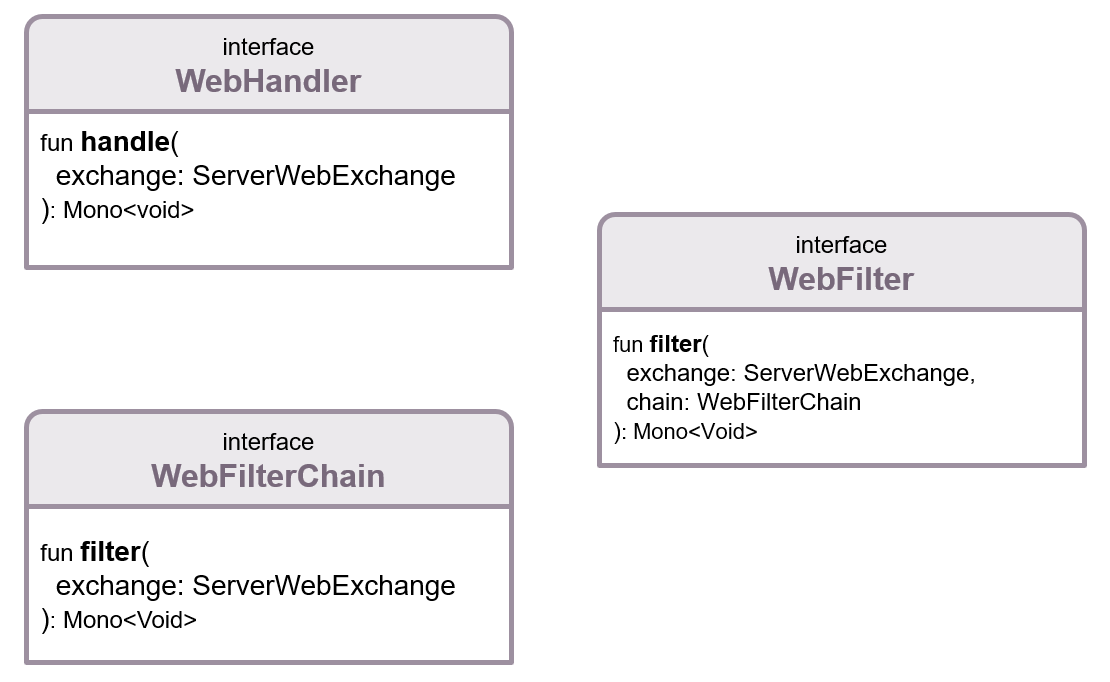 interface
WebHandler
fun handle(
exchange: ServerWebExchange
): Mono<void>
interface
WebFilterChain
fun filter(
exchange: ServerWebExchange
): Mono<Void>
interface
WebFilter
fun filter(
exchange: ServerWebExchange,
chain: WebFilterChain
): Mono<Void>